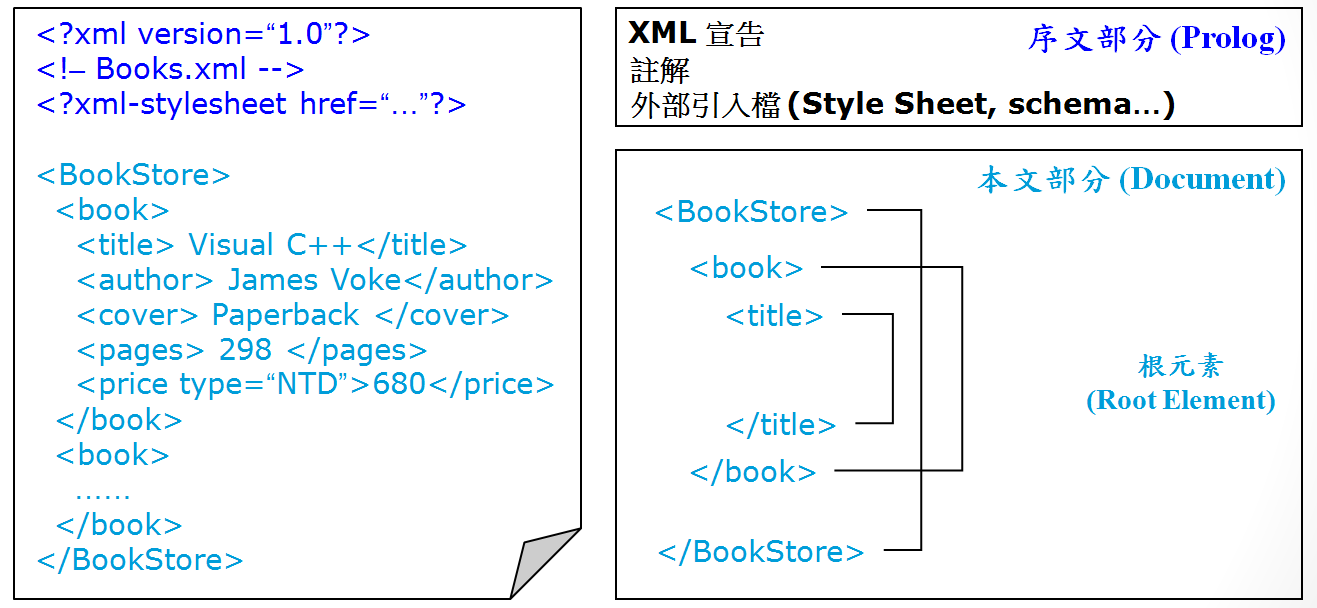 <?xml version=“1.0”?>
<!– Books.xml -->
<?xml-stylesheet href=“…”?>
<BookStore>
<book>
<title> Visual C++</title>
<author> James Voke</author>
<cover> Paperback </cover>
<pages> 298 </pages>
<price type=“NTD”>680</price>
</book>
<book>
……
</book>
</BookStore>
XML 宣告
序文部分 (Prolog)
註解
外部引入檔 (Style Sheet, schema…)
本文部分 (Document)
<BookStore>
<book>
<title>
根元素
(Root Element)
</title>
</book>
</BookStore>